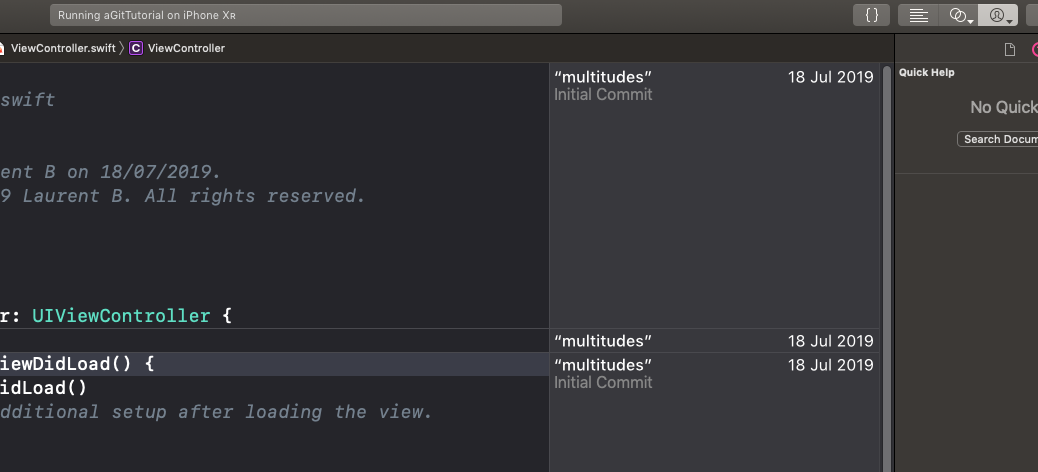 Running aGitTutorial on iPhone XR
{}
ViewController.swift C ViewController
“multitudes” 18 Jul 2019
Initial Commit
Quick Help
No Quick
Search Docum
swift
ent B on 18/07/2019.
9 Laurent B. All rights reserved.
r: UIViewController {
“multitudes” 18 Jul 2019
iewDidLoad() {
“multitudes” 18 Jul 2019
Initial Commit
idLoad()
dditional setup after loading the view.